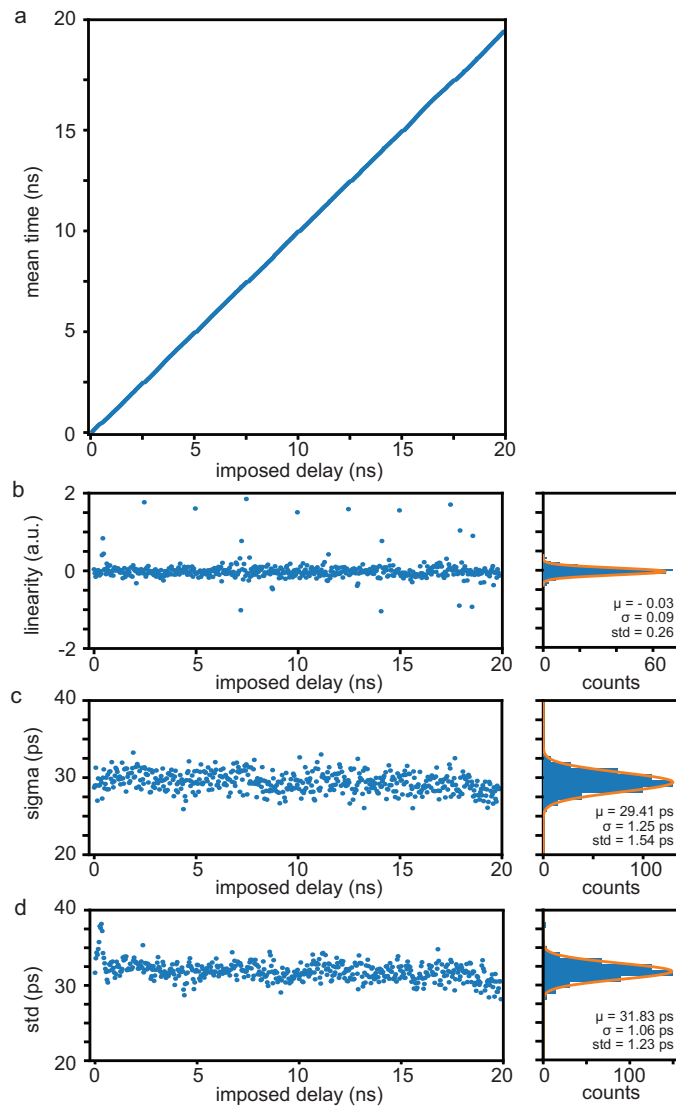 a
20
15
10
5
0
mean time (ns)
0 5 10 15 20
imposed delay (ns)
b
2
0
-2
linearity (a.u.)
0 5 10 15 20
imposed delay (ns)
μ = - 0.03
σ = 0.09
std = 0.26
0 60
counts
c
40
30
20
sigma (ps)
0 5 10 15 20
imposed delay (ns)
μ = 29.41 ps
σ = 1.25 ps
std = 1.54 ps
0 100
counts
d
40
30
20
std (ps)
0 5 10 15 20
imposed delay (ns)
μ = 31.83 ps
σ = 1.06 ps
std = 1.23 ps
0 100
counts